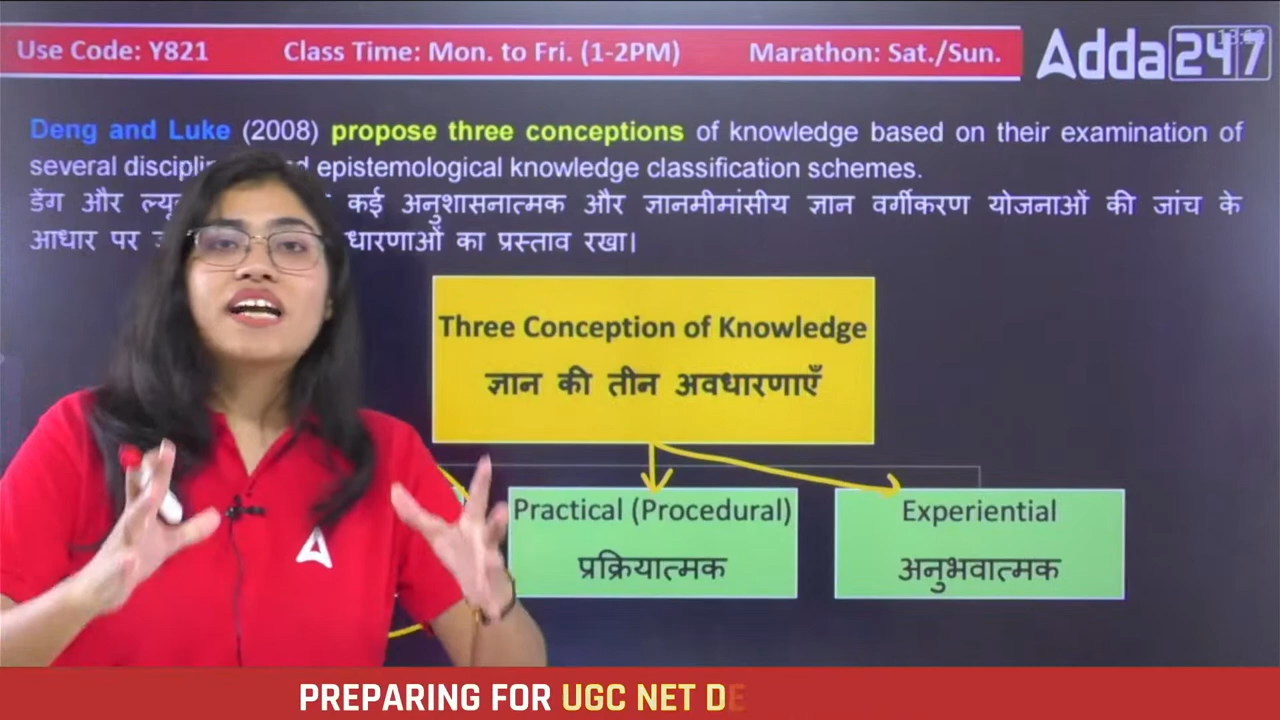 Use Code: Y821 Class Time: Mon. to Fri. (1-2PM) Marathon: Sat./Sun.
Adda247
Deng and Luke (2008) propose three conceptions of knowledge based on their examination of
several epistemological knowledge classification schemes.
डेंग और कई अनुशासनात्मक और ज्ञानमीमांसीय ज्ञान वर्गीकरण योजनाओं की जांच के
आधार पर का प्रस्ताव रखा।
Three Conception of Knowledge
ज्ञान की तीन अवधारणाएँ
Practical (Procedural)
प्रक्रियात्मक
Experiential
अनुभवात्मक
PREPARING FOR UGC NET DE